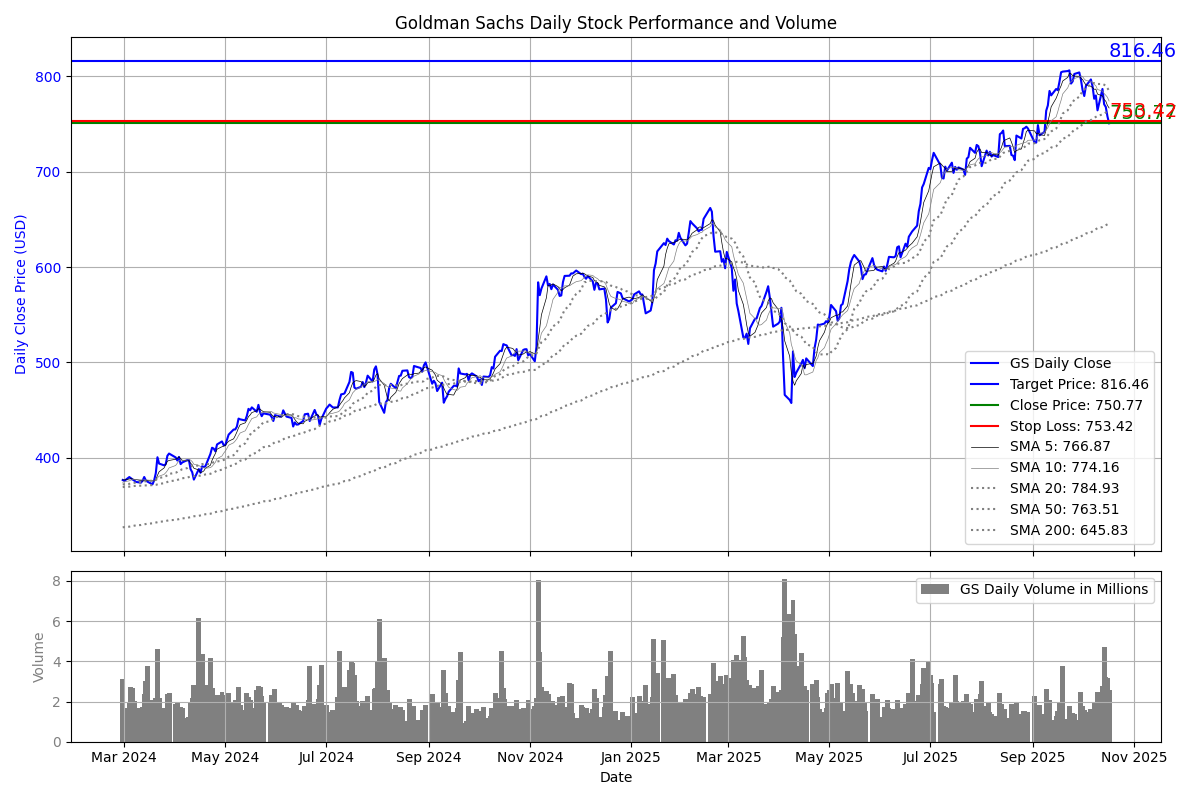 Goldman Sachs Daily Stock Performance and Volume
816.46
800
753.42
750.77
700
600
500
400
Daily Close Price (USD)
GS Daily Close
Target Price: 816.46
Close Price: 750.77
Stop Loss: 753.42
SMA 5: 766.87
SMA 10: 774.16
SMA 20: 784.93
SMA 50: 763.51
SMA 200: 645.83
8
6
4
2
0
Volume
GS Daily Volume in Millions
Mar 2024
May 2024
Jul 2024
Sep 2024
Nov 2024
Jan 2025
Mar 2025
May 2025
Jul 2025
Sep 2025
Nov 2025
Date